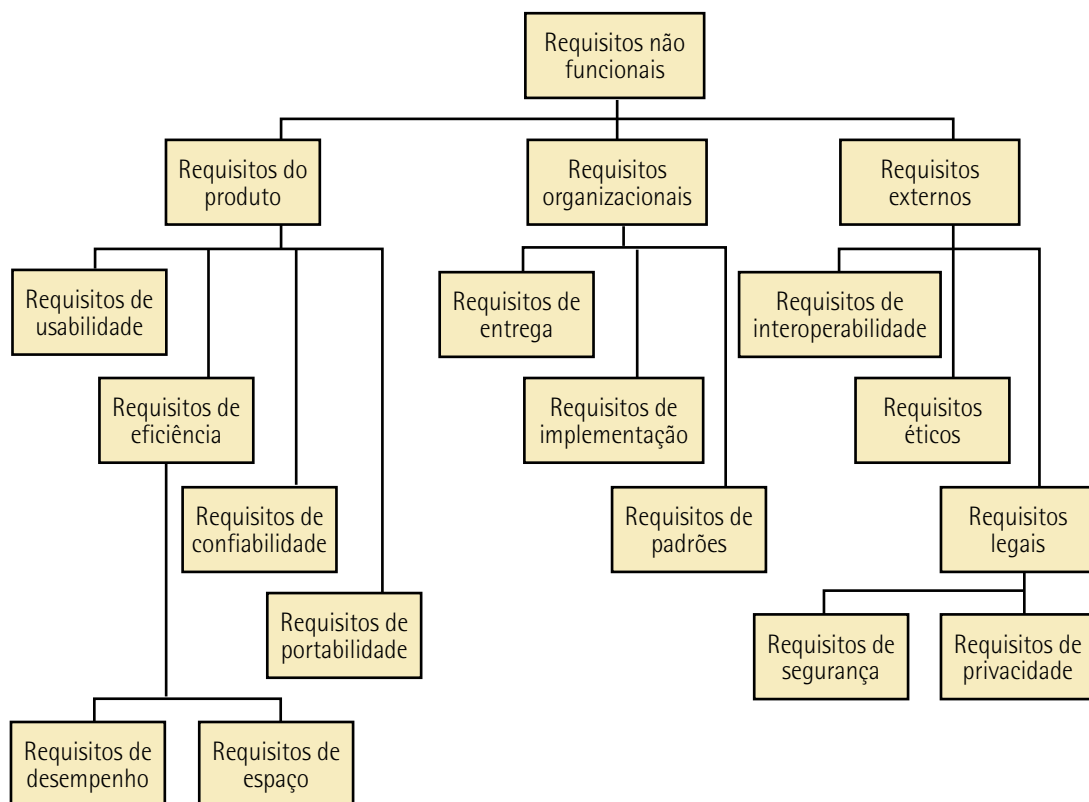 Requisitos não
funcionais
Requisitos do
produto
Requisitos
organizacionais
Requisitos
externos
Requisitos de
usabilidade
Requisitos de
entrega
Requisitos de
interoperabilidade
Requisitos de
eficiência
Requisitos de
implementação
Requisitos
éticos
Requisitos de
confiabilidade
Requisitos de
padrões
Requisitos
legais
Requisitos de
portabilidade
Requisitos de
segurança
Requisitos de
privacidade
Requisitos de
desempenho
Requisitos de
espaço